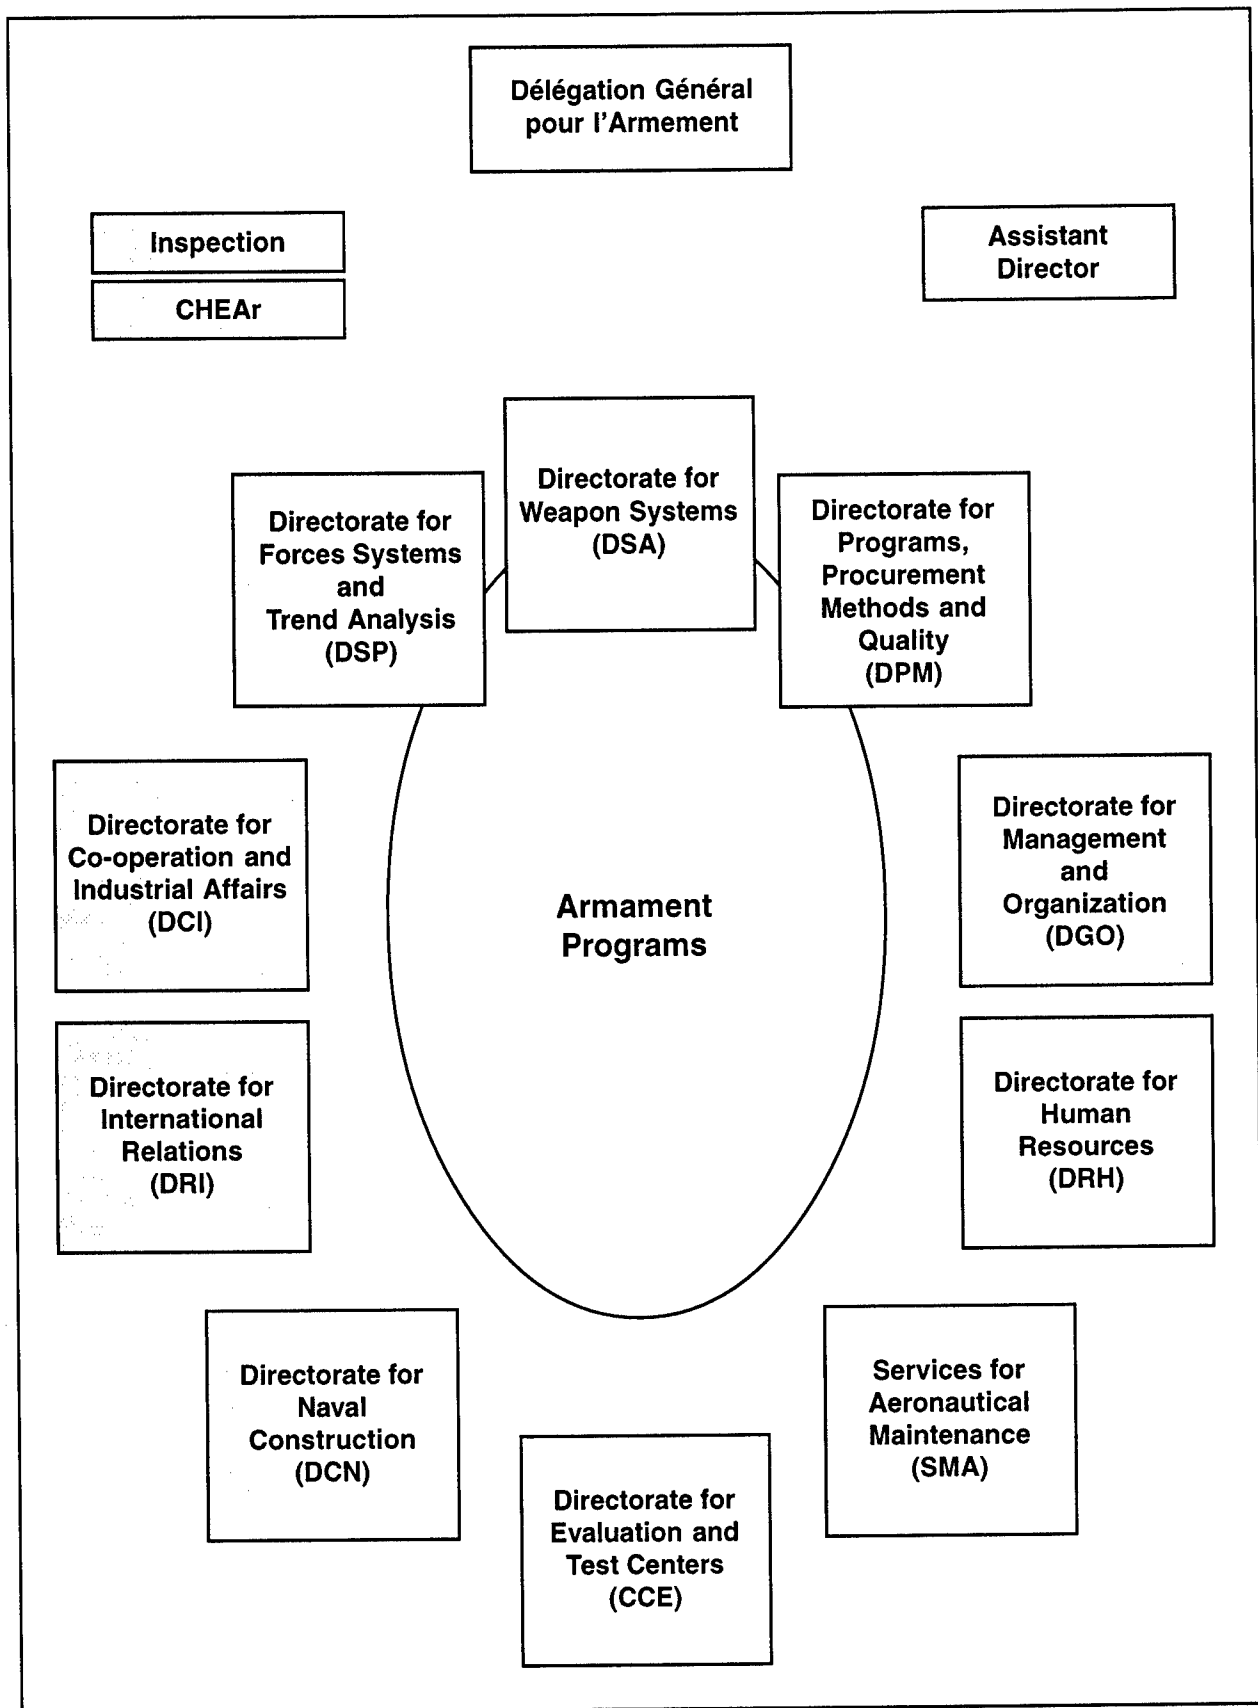 Délégation Général
pour l'Armement
Inspection
CHEAr
Assistant
Director
Directorate for
Weapon Systems
(DSA)
Directorate for
Forces Systems
and
Trend Analysis
(DSP)
Directorate for
Programs,
Procurement
Methods and
Quality
(DPM)
Directorate for
Co-operation and
Industrial Affairs
(DCI)
Armament
Programs
Directorate for
Management
and
Organization
(DGO)
Directorate for
International
Relations
(DRI)
Directorate for
Human
Resources
(DRH)
Directorate for
Naval
Construction
(DCN)
Directorate for
Evaluation and
Test Centers
(CCE)
Services for
Aeronautical
Maintenance
(SMA)